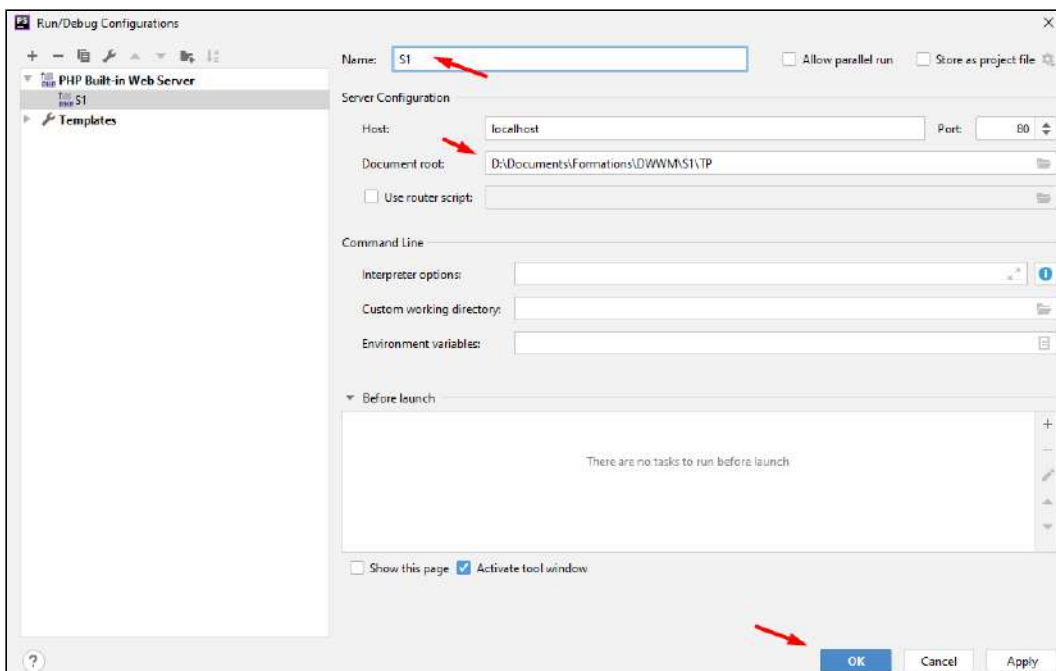 PS Run/Debug Configurations
PHP Built-in Web Server
PHP S1
Templates
Name: S1
Allow parallel run
Store as project file
Server Configuration
Host: localhost
Port: 80
Document root: D:\Documents\Formations\DWWM\S1\TP
Use router script:
Command Line
Interpreter options:
Custom working directory:
Environment variables:
Before launch
There are no tasks to run before launch
Show this page
Activate tool window
? OK Cancel Apply